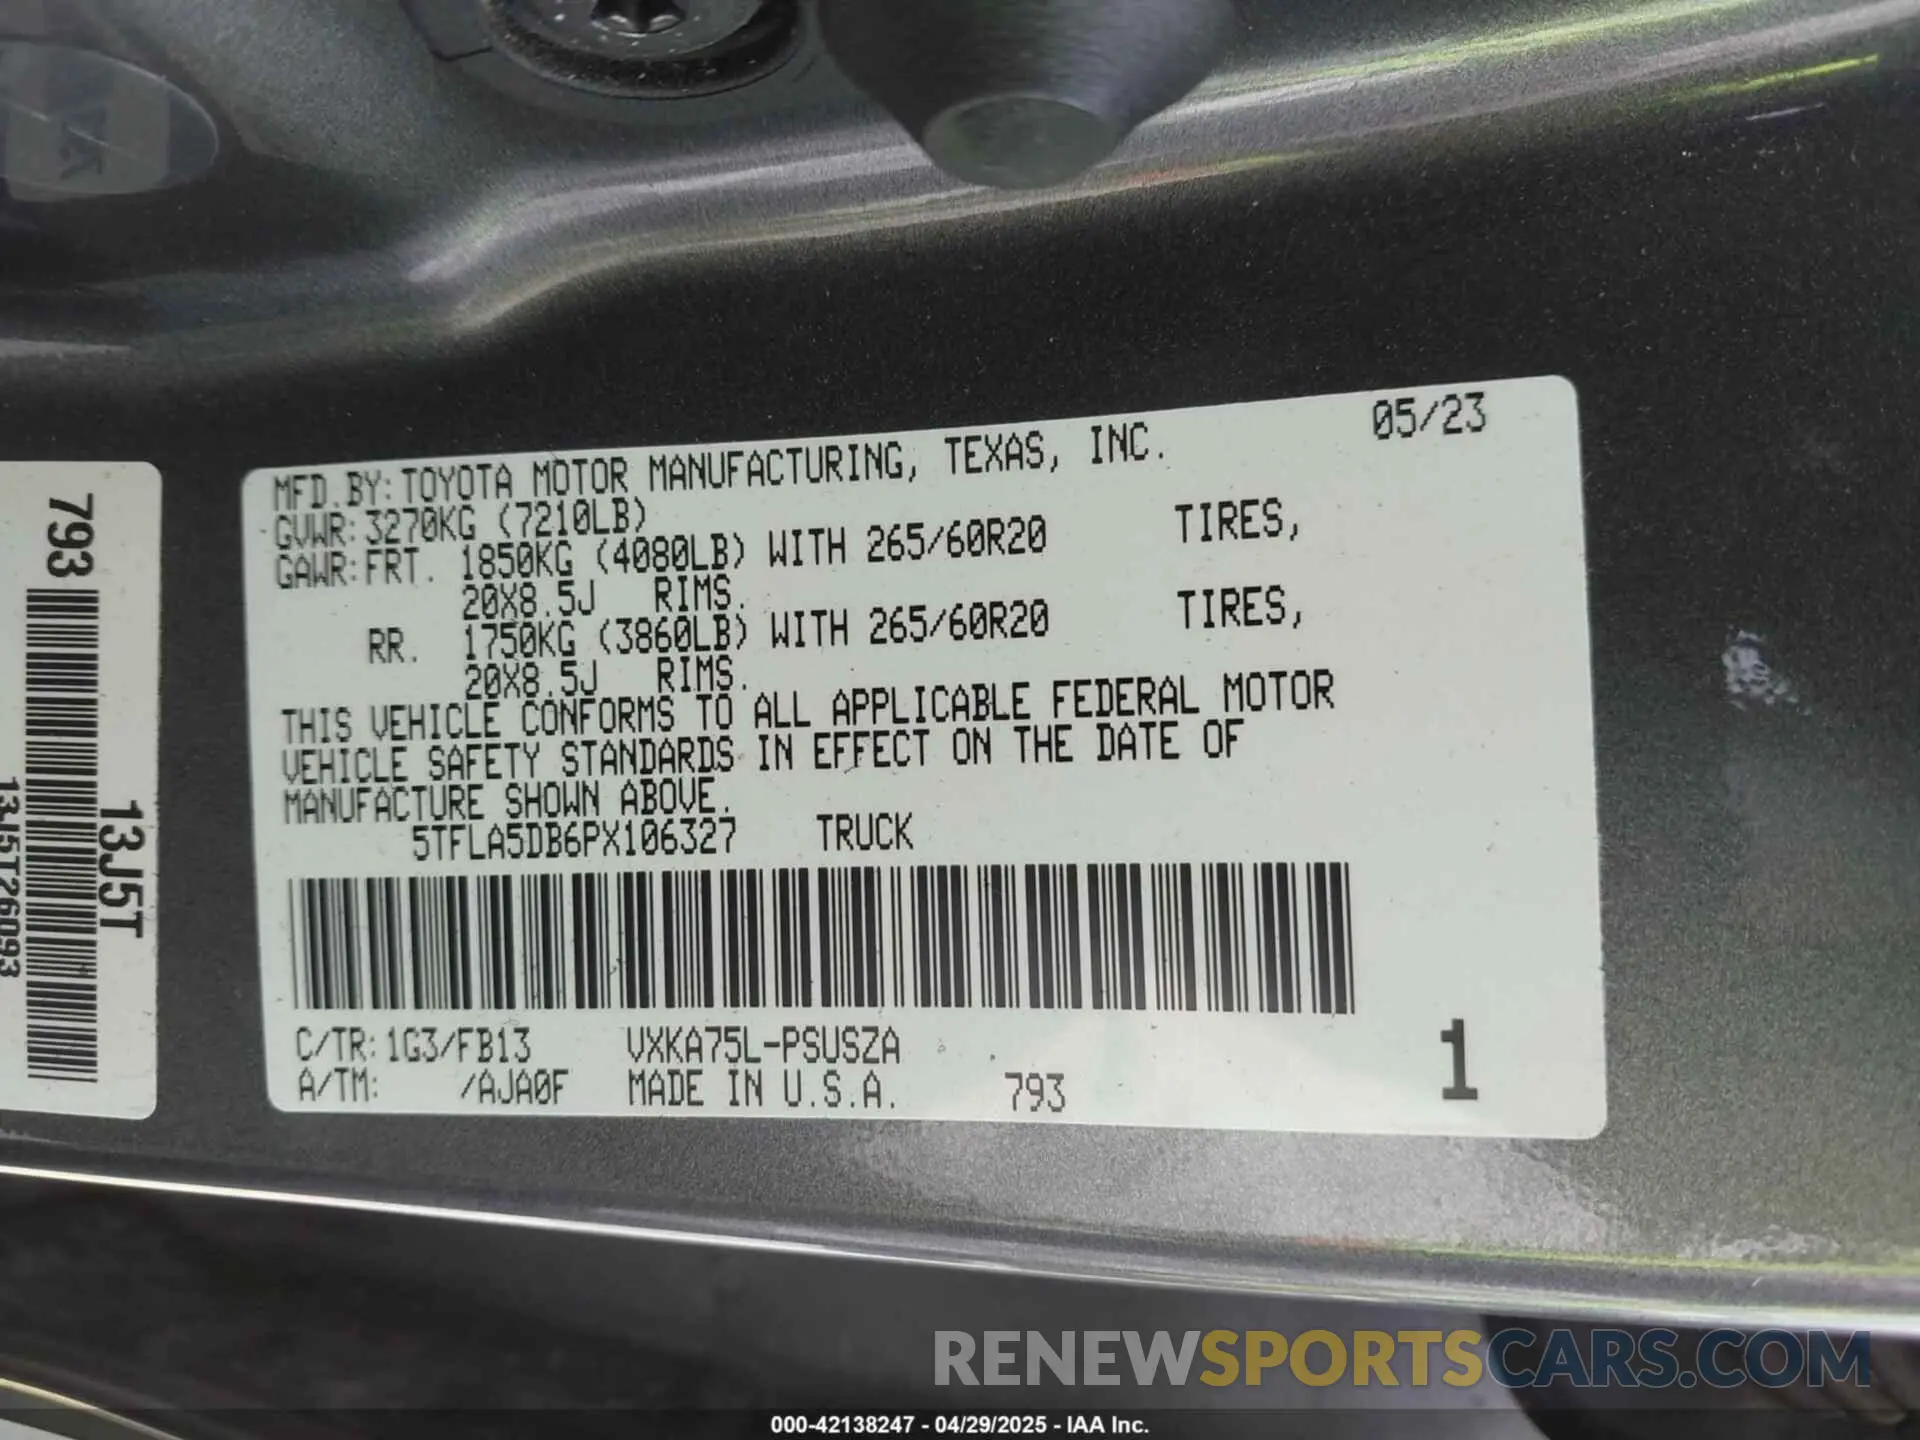 MFD.BY: TOYOTA MOTOR MANUFACTURING, TEXAS, INC. 05/23
GVWR: 3270KG (7210LB)
GAWR: FRT. 1850KG (4080LB) WITH 265/60R20 TIRES,
20X8.5J RIMS.
RR. 1750KG (3860LB) WITH 265/60R20 TIRES,
20X8.5J RIMS.
THIS VEHICLE CONFORMS TO ALL APPLICABLE FEDERAL MOTOR
VEHICLE SAFETY STANDARDS IN EFFECT ON THE DATE OF
MANUFACTURE SHOWN ABOVE.
5TFLA5DB6PX106327 TRUCK
C/TR: 1G3/FB13 VXKA75L-PSUSZA
A/TM: /AJA0F MADE IN U.S.A. 793 1
793
13J5T
13J5T26093
RENEWSPORTSCARS.COM
000-42138247 - 04/29/2025 - IAA Inc.